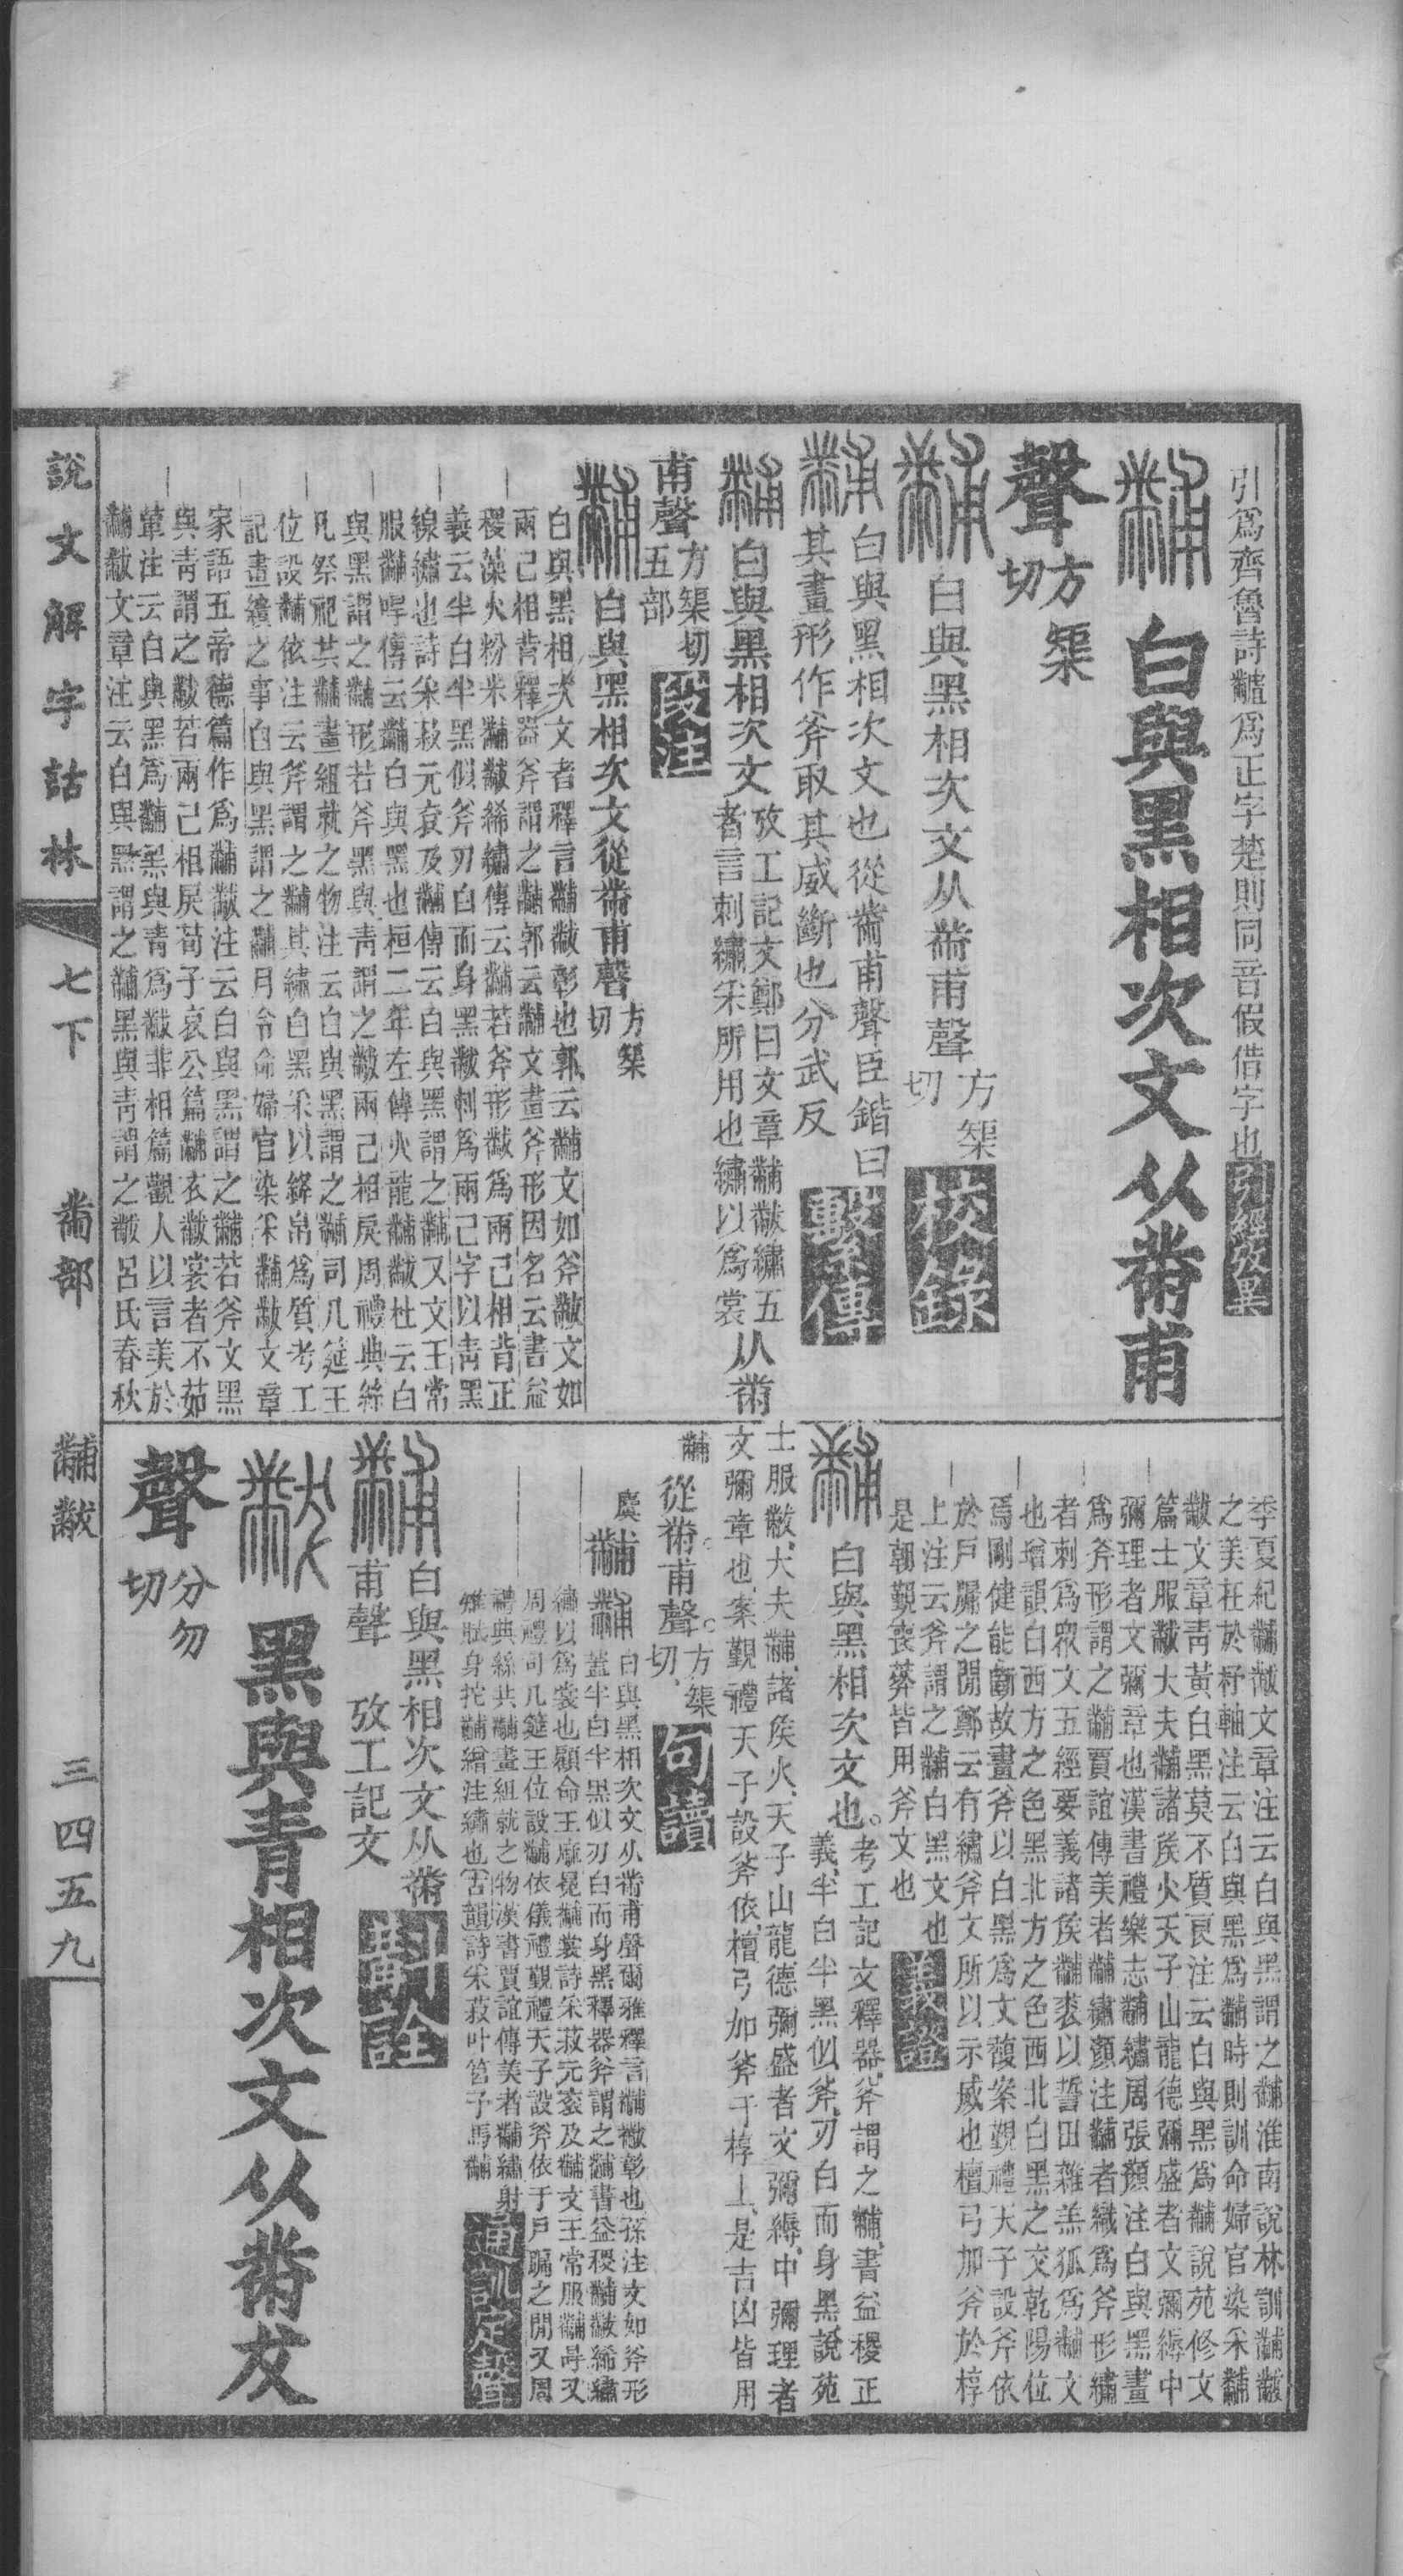 引爲齊魯詩䵻爲正字楚則同音假借字也引經攷異
黼 白與黑相次文从黹甫
聲方榘切
黼 白與黑相次文从黹甫聲方榘切校錄
黼 白與黑相次文也從黹甫聲臣鍇曰
其畫形作斧取其威斷也分武反繫傳
黼 白與黑相次文攷工記文鄭曰文章黼黻繡五者言刺繡采所用也繡以爲裳从黹
甫聲方榘切五部段注
黼 白與黑相次文從黹甫聲方榘切
白與黑相次文者釋言黼黻彰也郭云黼文如斧黻文如
兩己相背釋器斧謂之黼郭云黼文畫斧形因名云書益
稷藻火粉米黼黻絺繡傳云黼若斧形黻爲兩己相背正
義云半白半黑似斧刃白而身黑黻刺爲兩己字以靑黑
線繡也詩采菽元袞及黼傳云白與黑謂之黼又文王常
服黼冔傳云黼白與黑也桓二年左傳火龍黼黻杜云白
與黑謂之黼形若斧黑與靑謂之黻兩己相戾周禮典絲
凡祭祀共黼畫組就之物注云白與黑謂之黼司几筵王
位設黼依注云斧謂之黼其繡白黑采以絳帛爲質考工
記畫繢之事白與黑謂之黼月令命婦官染采黼黻文章
家語五帝德篇作爲黼黻注云白與黑謂之黼若斧文黑
與靑謂之黻若兩己相戾荀子哀公篇黼衣黻裳者不茹
葷注云白與黑爲黼黑與靑爲黻非相篇觀人以言美於
黼黻文章注云白與黑謂之黼黑與靑謂之黻呂氏春秋
季夏紀黼黻文章注云白與黑謂之黼淮南說林訓黼黻
之美在於杼軸注云白與黑爲黼時則訓命婦官染采黼
黻文章靑黃白黑莫不質良注云白與黑爲黼說苑修文
篇士服黻大夫黼諸矦火天子山龍德彌盛者文彌縟中
彌理者文彌章也漢書禮樂志黼繡周張顏注白與黑畫
爲斧形謂之黼賈誼傳美者黼繡顏注黼者織爲斧形繡
者刺爲衆文五經要義諸矦黼裘以誓田雜羔狐爲黼文
也增韻白西方之色黑北方之色西北白黑之交乾陽位
焉剛健能斷故畫斧以白黑爲文馥案覲禮天子設斧依
於戶牖之閒鄭云有繡斧文所以示威也檀弓加斧於椁
上注云斧謂之黼白黑文也
是朝覲喪葬皆用斧文也義證
黼 白與黑相次文也。考工記文釋器、斧謂之黼、書益稷正
義、半白半黑似斧、刃白而身黑、說苑
士服黻、大夫黼、諸矦火、天子山龍德彌盛者文彌縟、中彌理者
文彌章也、案覲禮天子設斧依、檀弓加斧于椁上、是吉凶皆用
黼 從黹。甫聲。方榘切、句讀
虞黼 黼 白與黑相次文从黹甫聲爾雅釋言黼黻彰也孫注文如斧形
蓋半白半黑似刃白而身黑釋器斧謂之黼書益稷黼黻絺繡
繡以爲裳也顧命王麻冕黼裳詩采菽元袞及黼文王常服黼冔又
周禮司几筵王位設黼依儀禮覲禮天子設斧依于戶牖之閒又周
禮典絲共黼畫組就之物漢書賈誼傳美者黼繡
身 黼繪注繡也古韻詩采菽叶筥予馬黼通訓定聲
黼 白與黑相次文从黹
甫聲 攷工記文斠詮
黻 黑與青相次文从黹犮
聲分勿切
說文解字詁林 七下 黹部 黼黻 三四五九